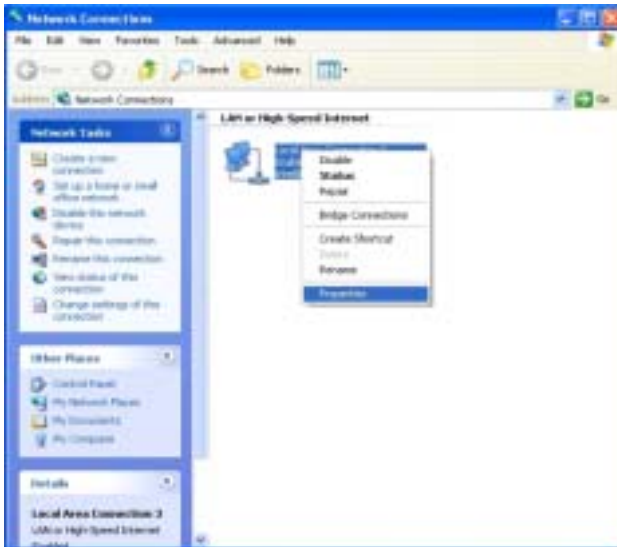 Network Connections
File Edit View Favorites Tools Advanced Help
Search Folders
Address Network Connections Go
Network Tasks
Create a new
connection
Set up a home or small
office network
Disable this network
device
Repair this connection
Rename this connection
View status of this
connection
Change settings of this
connection
Other Places
Control Panel
My Network Places
My Documents
My Computer
Details
Local Area Connection 3
LAN or High-Speed Internet
Enabled
LAN or High-Speed Internet
Disable
Status
Repair
Bridge Connections
Create Shortcut
Delete
Rename
Properties